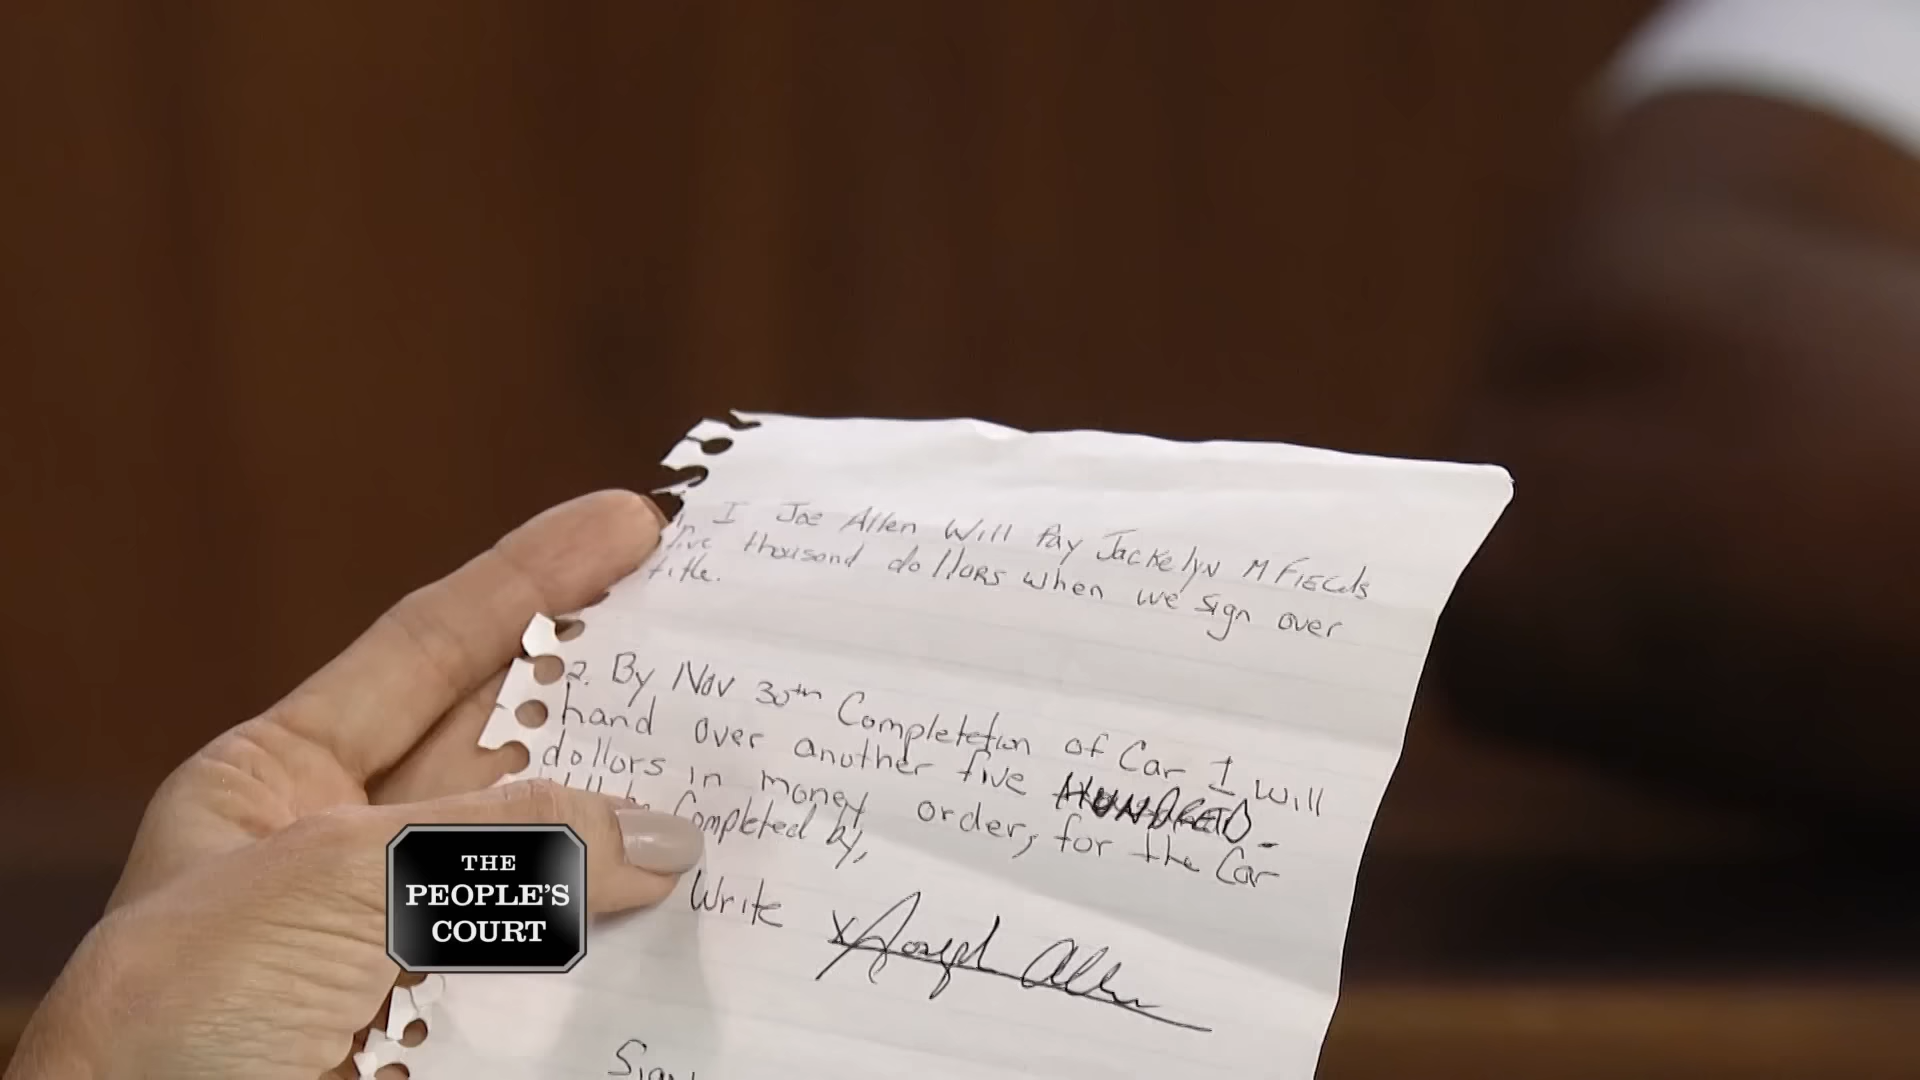 I Joe Allen Will Pay Jackelyn M Fields
five thousand dollars when we sign over
title.
2. By Nov 30th Completetion of Car I will
hand over another five HUNDRED
dollars in money order, for the Car
Completed by,
Write x Joseph Allen
THE
PEOPLE'S
COURT